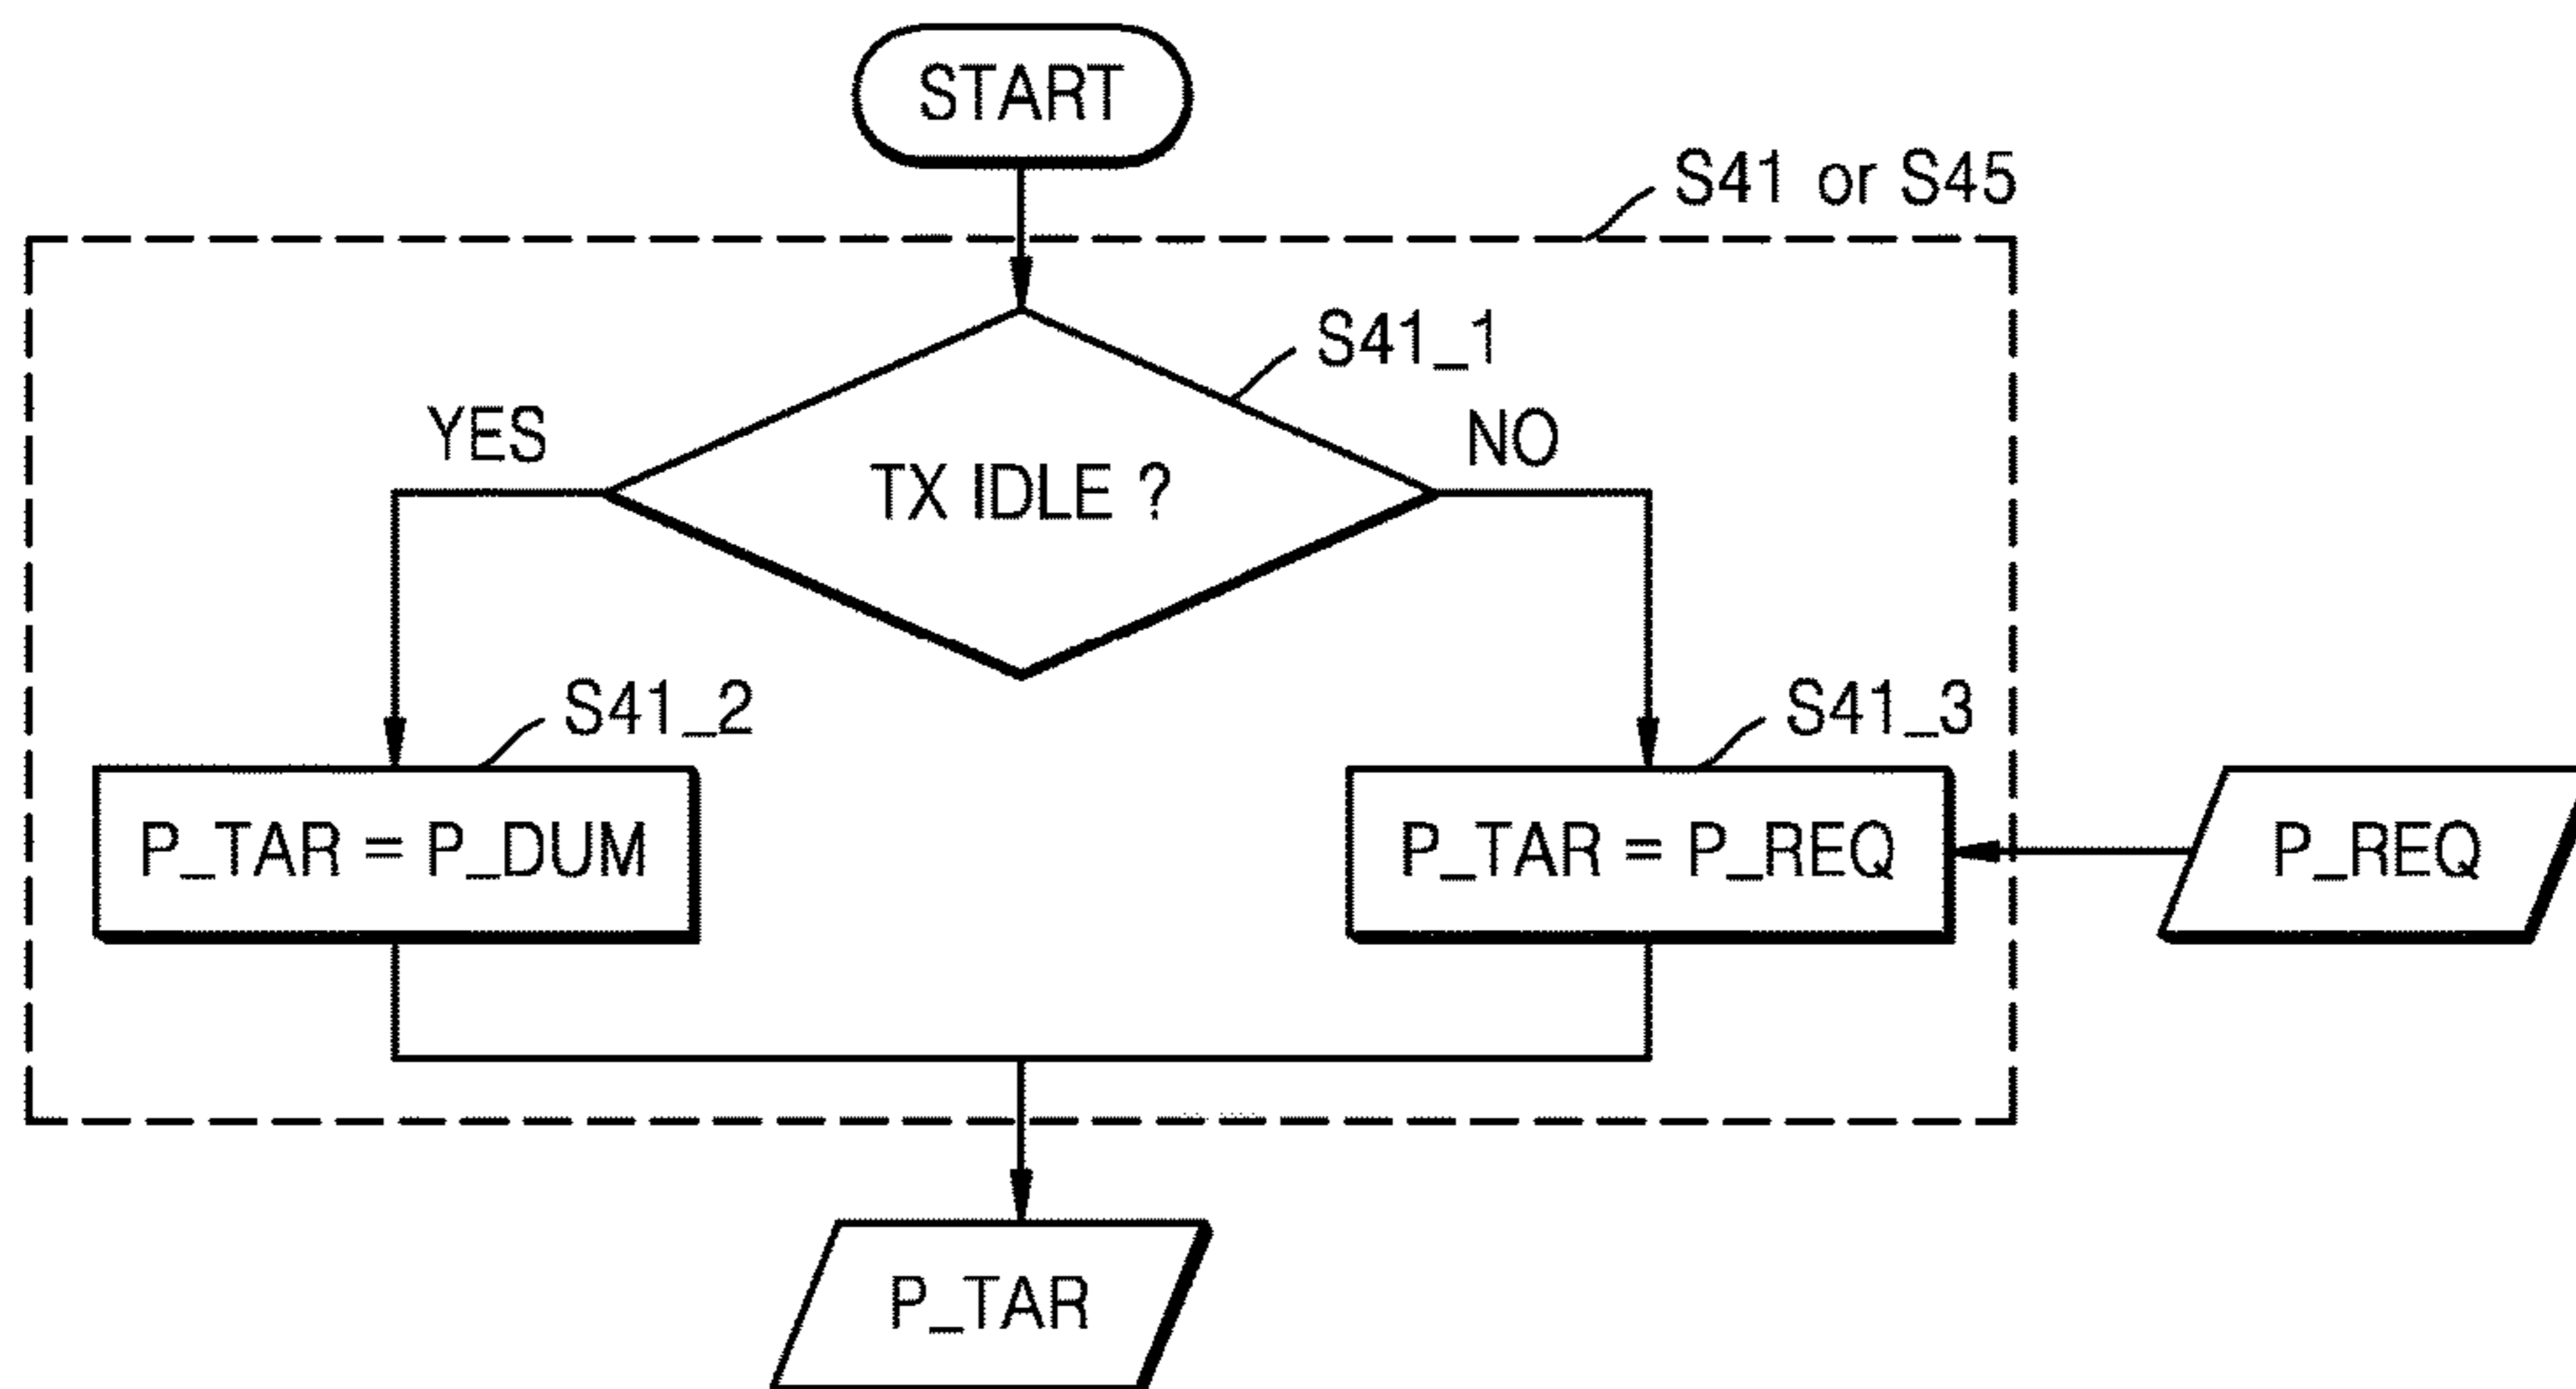 START
S41 or S45
S41_1
YES
NO
TX IDLE ?
S41_2
S41_3
P_TAR = P_DUM
P_TAR = P_REQ
P_REQ
P_TAR